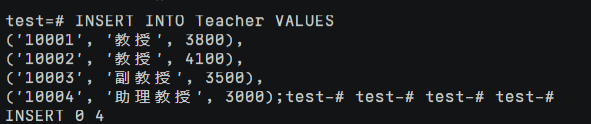 test=# INSERT INTO Teacher VALUES
('10001', '教授', 3800),
('10002', '教授', 4100),
('10003', '副教授', 3500),
('10004', '助理教授', 3000);test-# test-# test-# test-#
INSERT 0 4